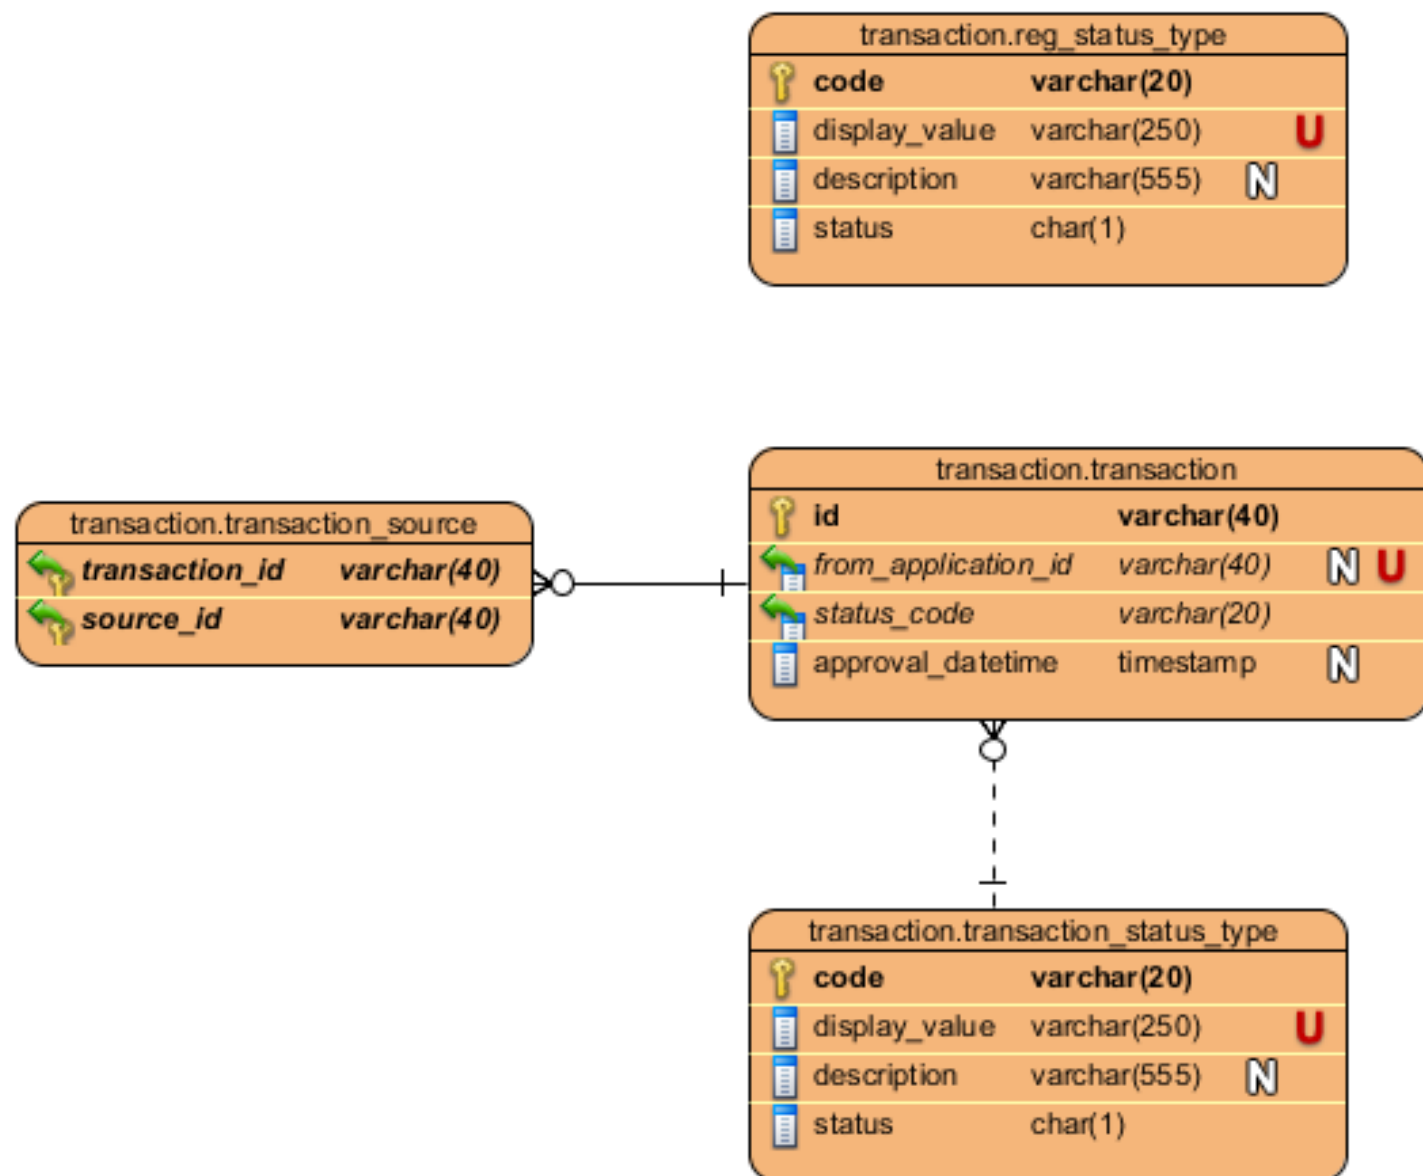 transaction.reg_status_type
code varchar(20)
display_value varchar(250) U
description varchar(555) N
status char(1)
transaction.transaction_source
transaction_id varchar(40)
source_id varchar(40)
transaction.transaction
id varchar(40)
from_application_id varchar(40) N U
status_code varchar(20)
approval_datetime timestamp N
transaction.transaction_status_type
code varchar(20)
display_value varchar(250) U
description varchar(555) N
status char(1)